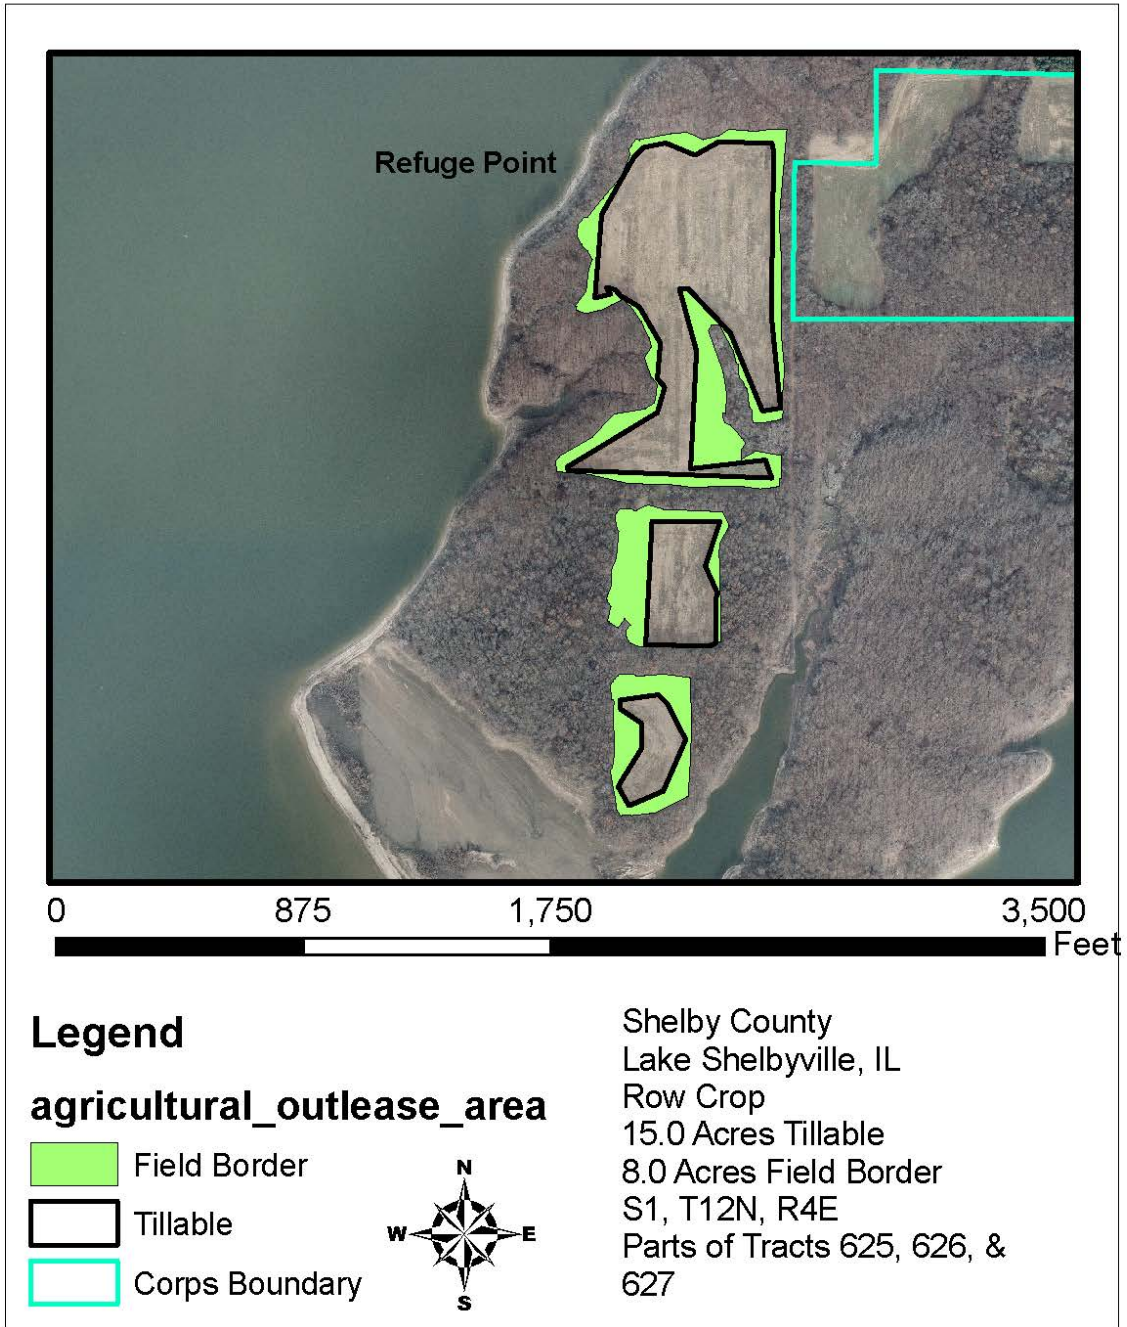 Refuge Point
0 875 1,750 3,500
Feet
Legend
agricultural_outlease_area
Field Border
Tillable
Corps Boundary
N
W E
S
Shelby County
Lake Shelbyville, IL
Row Crop
15.0 Acres Tillable
8.0 Acres Field Border
S1, T12N, R4E
Parts of Tracts 625, 626, &
627